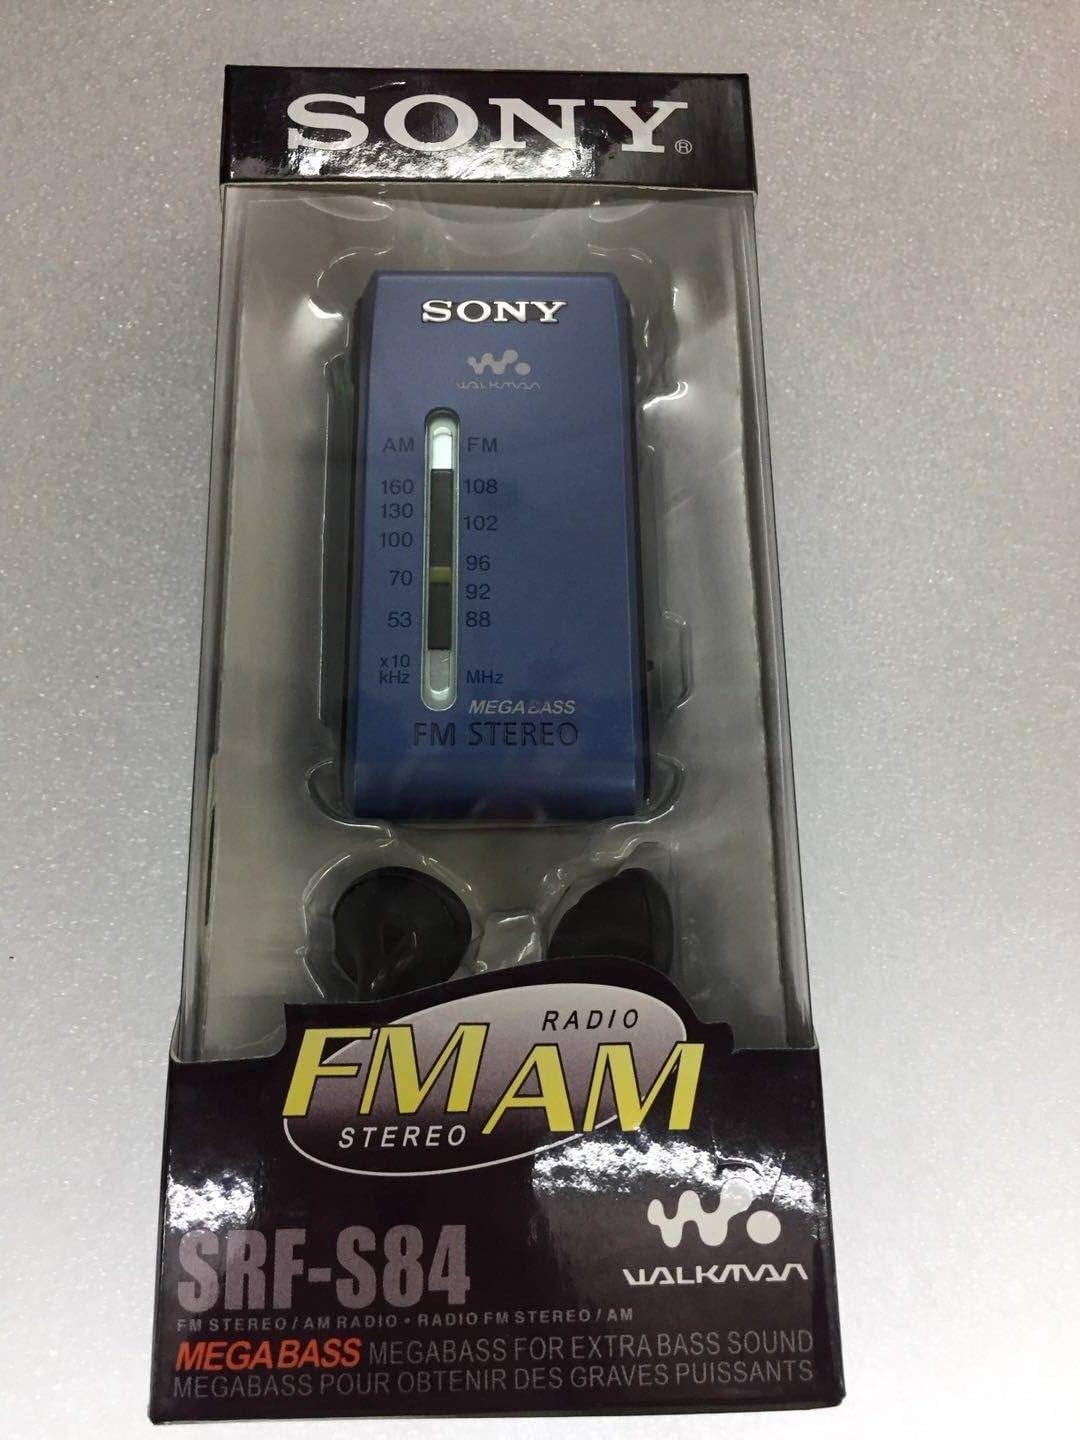 SONY®
SONY
WALKMAN
AM FM
160 108
130
102
100
96
70
92
53 88
x10
kHz MHz
MEGA BASS
FM STEREO
RADIO
FM AM
STEREO
WALKMAN
SRF-S84
FM STEREO / AM RADIO • RADIO FM STEREO / AM
MEGABASS MEGABASS FOR EXTRA BASS SOUND
MEGABASS POUR OBTENIR DES GRAVES PUISSANTS